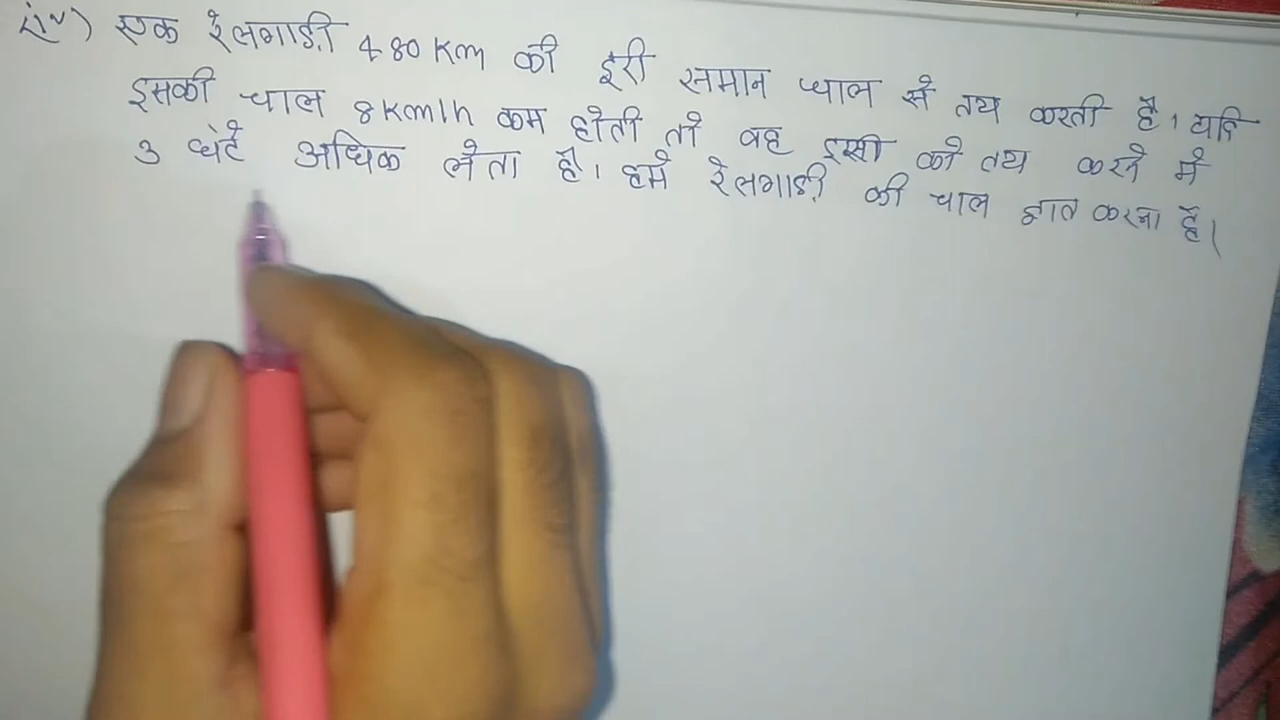 (iv) एक रेलगाड़ी 480 Km की दूरी समान चाल से तय करती है। यदि
इसकी चाल 8 Km/h कम होती तो वह दूरी को तय करने में
3 घंटे अधिक लेता है। हमें रेलगाड़ी की चाल ज्ञात करना है।